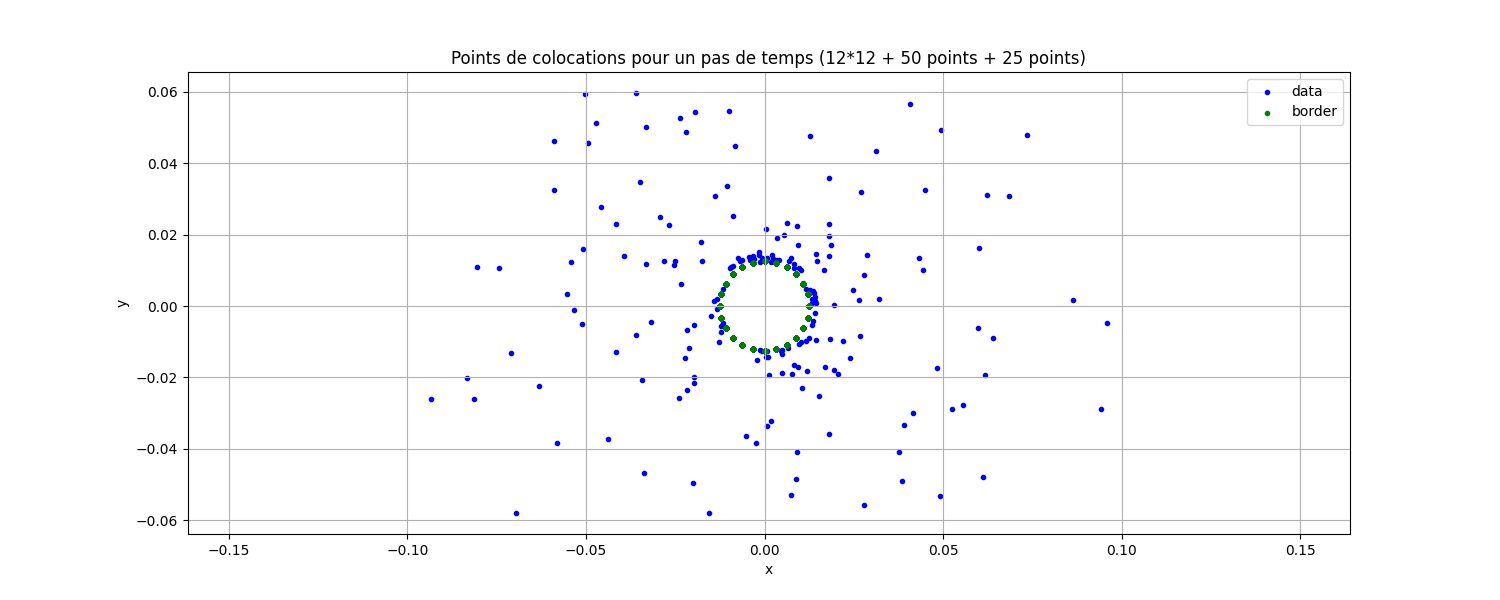 Points de colocations pour un pas de temps (12*12 + 50 points + 25 points)
data
border
0.06
0.04
0.02
0.00
−0.02
−0.04
−0.06
y
−0.15
−0.10
−0.05
0.00
0.05
0.10
0.15
x